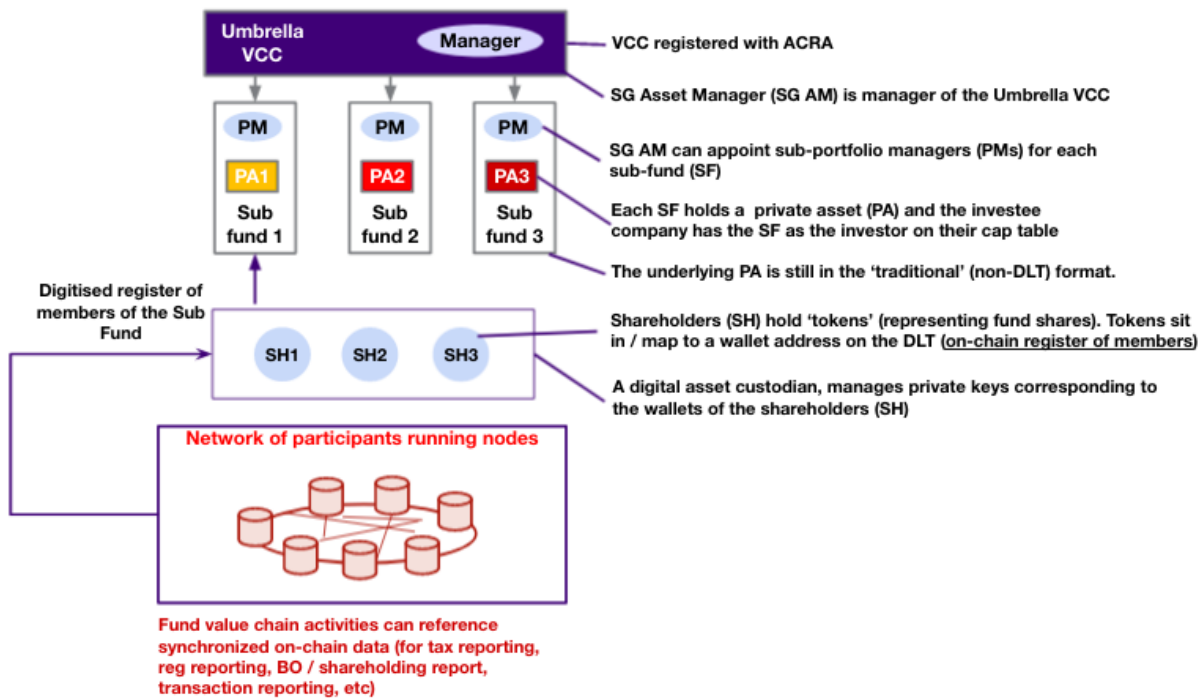 Umbrella
VCC
Manager
VCC registered with ACRA
SG Asset Manager (SG AM) is manager of the Umbrella VCC
PM
PM
PM
SG AM can appoint sub-portfolio managers (PMs) for each
sub-fund (SF)
PA1
PA2
PA3
Each SF holds a private asset (PA) and the investee
company has the SF as the investor on their cap table
Sub
fund 1
Sub
fund 2
Sub
fund 3
The underlying PA is still in the ‘traditional’ (non-DLT) format.
Digitised register of
members of the Sub
Fund
SH1
SH2
SH3
Shareholders (SH) hold ‘tokens’ (representing fund shares). Tokens sit
in / map to a wallet address on the DLT (on-chain register of members)
A digital asset custodian, manages private keys corresponding to
the wallets of the shareholders (SH)
Network of participants running nodes
Fund value chain activities can reference
synchronized on-chain data (for tax reporting,
reg reporting, BO / shareholding report,
transaction reporting, etc)